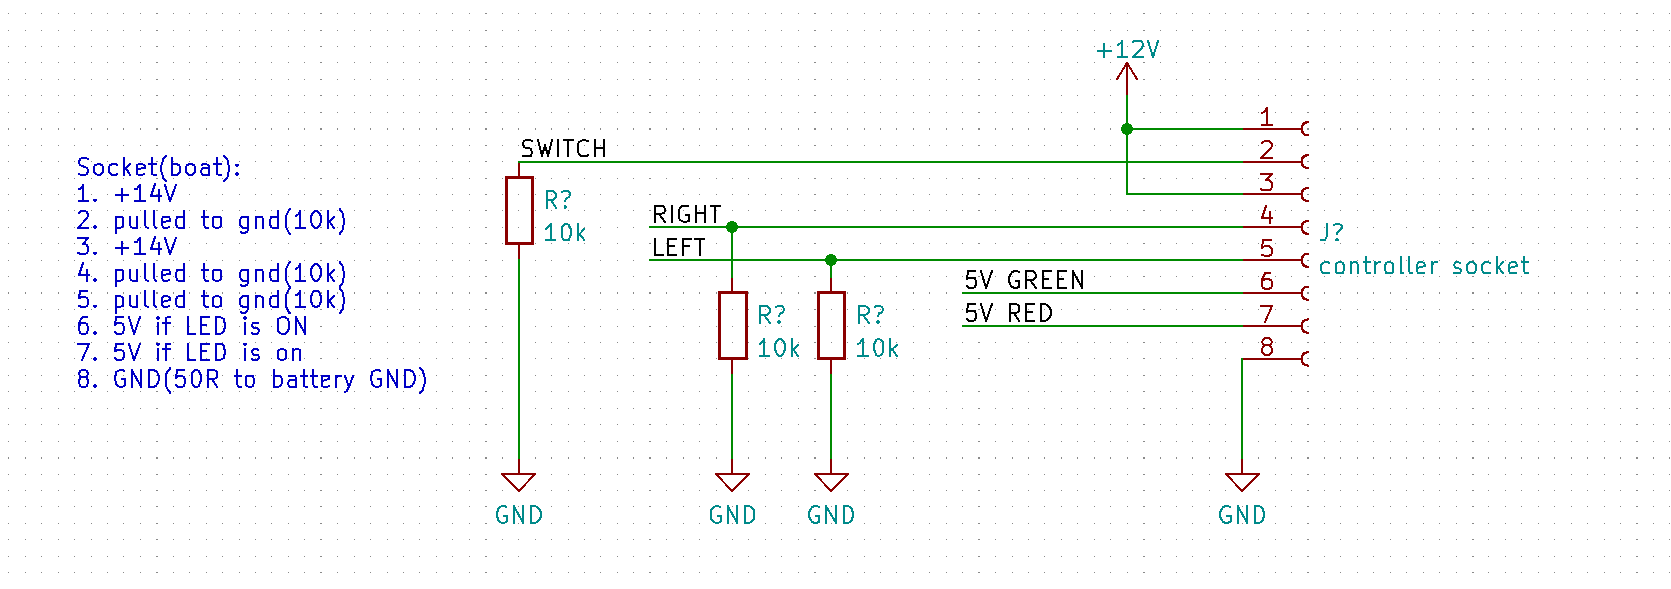 +12V
1
SWITCH
2
Socket(boat):
1. +14V
2. pulled to gnd(10k)
3. +14V
4. pulled to gnd(10k)
5. pulled to gnd(10k)
6. 5V if LED is ON
7. 5V if LED is on
8. GND(50R to battery GND)
R?
10k
3
RIGHT
4
LEFT
5
J?
controller socket
5V GREEN
6
5V RED
7
R?
10k
R?
10k
8
GND
GND
GND
GND